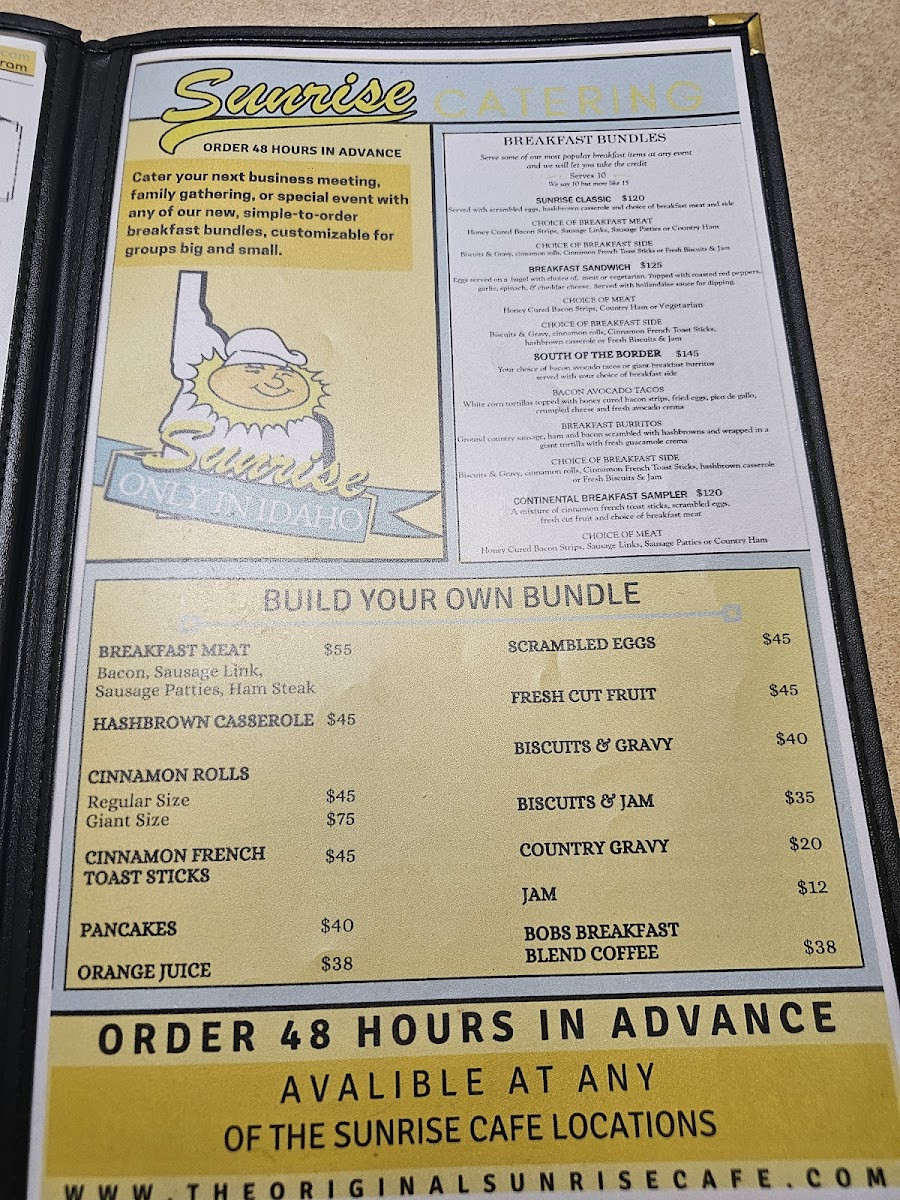 com
ram
Sunrise CATERING
ORDER 48 HOURS IN ADVANCE
Cater your next business meeting,
family gathering, or special event with
any of our new, simple-to-order
breakfast bundles, customizable for
groups big and small.
Sunrise
ONLY IN IDAHO
BREAKFAST BUNDLES
Serve some of our most popular breakfast items at any event
and we will let you take the credit
Serves 10
We say 10 but more like 15
SUNRISE CLASSIC $120
Served with scrambled eggs, hashbrown casserole and choice of breakfast meat and side
CHOICE OF BREAKFAST MEAT
Honey Cured Bacon Strips, Sausage Links, Sausage Patties or Country Ham
CHOICE OF BREAKFAST SIDE
Biscuits & Gravy, cinnamon rolls, Cinnamon French Toast Sticks or Fresh Biscuits & Jam
BREAKFAST SANDWICH $125
Eggs served on a bagel with choice of, meat or vegetarian. Topped with roasted red peppers,
garlic, spinach, & cheddar cheese. Served with hollandaise sauce for dipping.
CHOICE OF MEAT
Honey Cured Bacon Strips, Country Ham or Vegetarian
CHOICE OF BREAKFAST SIDE
Biscuits & Gravy, cinnamon rolls, Cinnamon French Toast Sticks,
hashbrown casserole or Fresh Biscuits & Jam
SOUTH OF THE BORDER $145
Your choice of bacon avocado tacos or giant breakfast burritos
served with your choice of breakfast side
BACON AVOCADO TACOS
White corn tortillas topped with honey cured bacon strips, fried eggs, pico de gallo,
crumpled cheese and fresh avocado crema
BREAKFAST BURRITOS
Ground country sausage, ham and bacon scrambled with hashbrowns and wrapped in a
giant tortilla with fresh guacamole crema
CHOICE OF BREAKFAST SIDE
Biscuits & Gravy, cinnamon rolls, Cinnamon French Toast Sticks, hashbrown casserole
or Fresh Biscuits & Jam
CONTINENTAL BREAKFAST SAMPLER $120
A mixture of cinnamon french toast sticks, scrambled eggs,
fresh cut fruit and choice of breakfast meat
CHOICE OF MEAT
Honey Cured Bacon Strips, Sausage Links, Sausage Patties or Country Ham
BUILD YOUR OWN BUNDLE
BREAKFAST MEAT $55
Bacon, Sausage Link,
Sausage Patties, Ham Steak
HASHBROWN CASSEROLE $45
CINNAMON ROLLS
Regular Size $45
Giant Size $75
CINNAMON FRENCH $45
TOAST STICKS
PANCAKES $40
ORANGE JUICE $38
SCRAMBLED EGGS $45
FRESH CUT FRUIT $45
BISCUITS & GRAVY $40
BISCUITS & JAM $35
COUNTRY GRAVY $20
JAM $12
BOBS BREAKFAST
BLEND COFFEE $38
ORDER 48 HOURS IN ADVANCE
AVALIBLE AT ANY
OF THE SUNRISE CAFE LOCATIONS
WWW.THEORIGINALSUNRISECAFE.COM